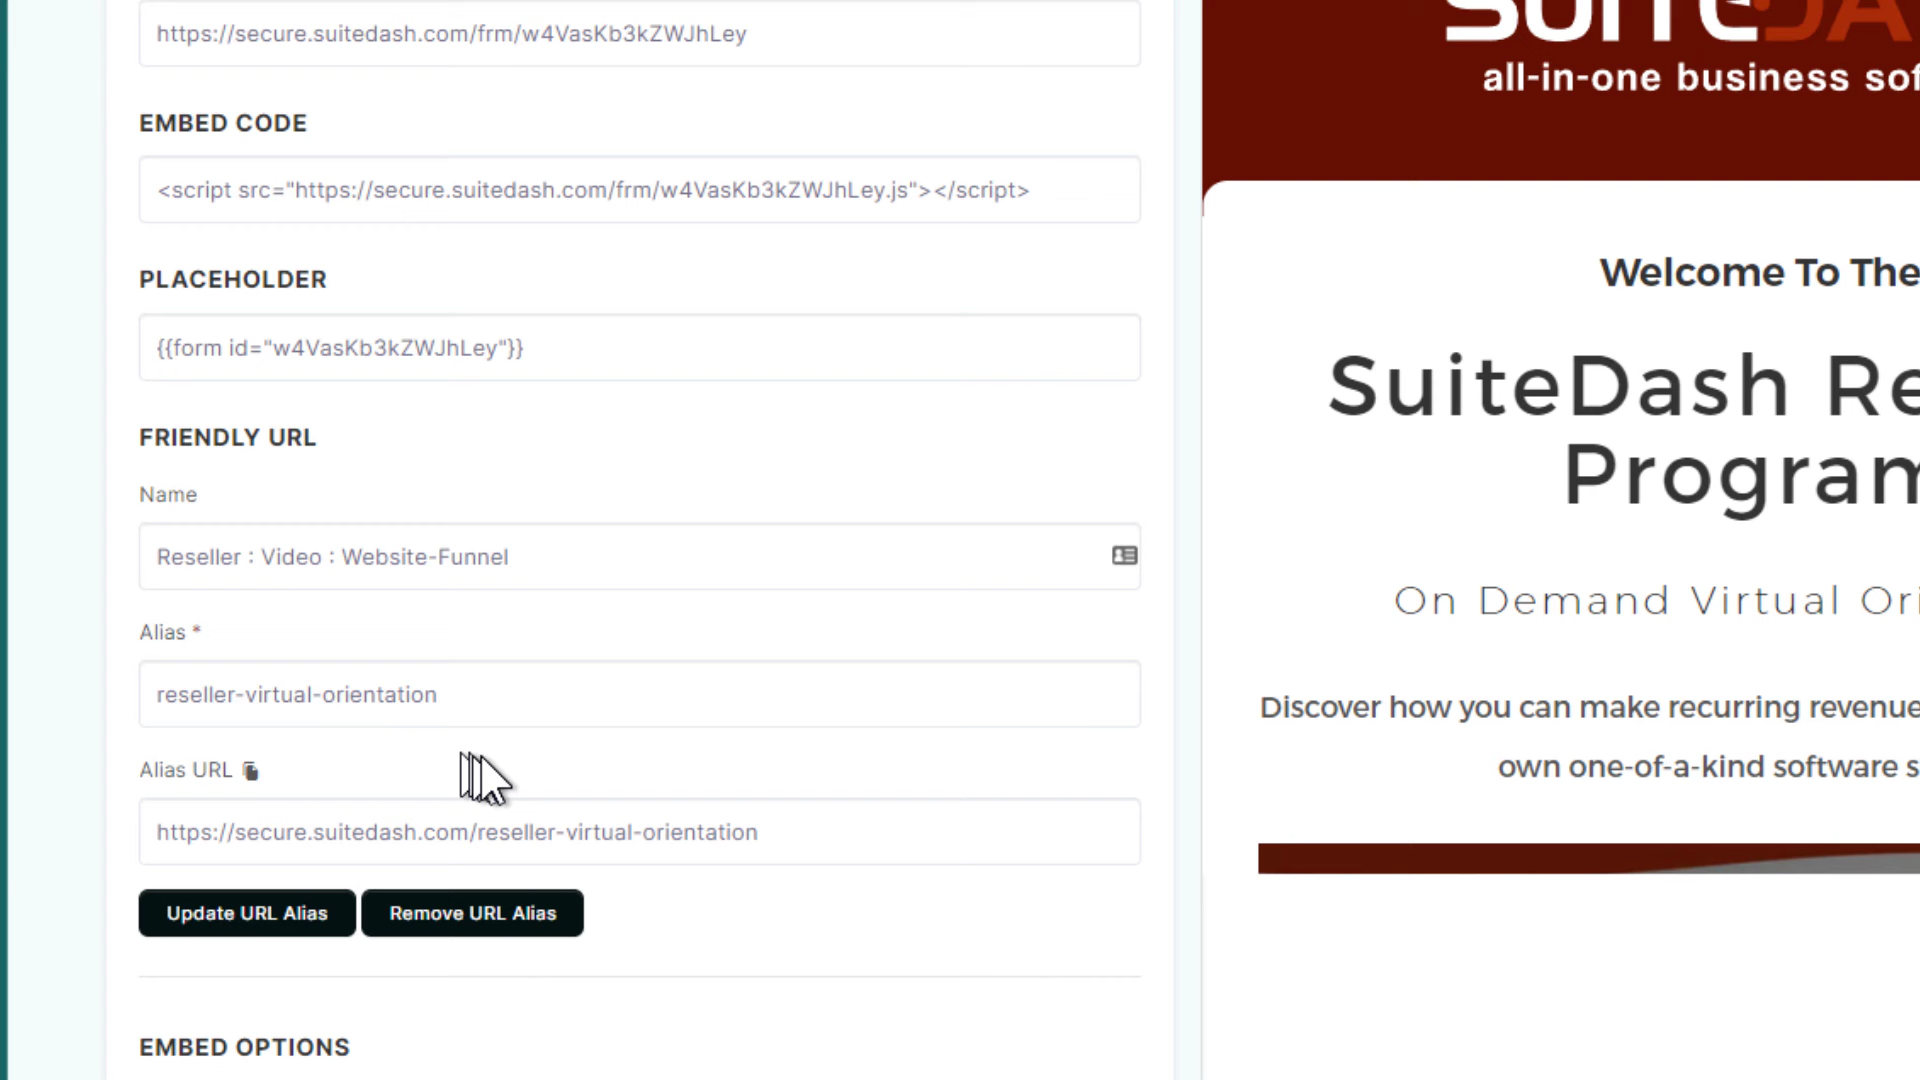 https://secure.suitedash.com/frm/w4VasKb3kZWJhLey
EMBED CODE
<script src="https://secure.suitedash.com/frm/w4VasKb3kZWJhLey.js"></script>
PLACEHOLDER
{{form id="w4VasKb3kZWJhLey"}}
FRIENDLY URL
Name
Reseller : Video : Website-Funnel
Alias *
reseller-virtual-orientation
Alias URL
https://secure.suitedash.com/reseller-virtual-orientation
Update URL Alias
Remove URL Alias
EMBED OPTIONS
SUITEDA
all-in-one business sof
Welcome To The
SuiteDash Re
Program
On Demand Virtual Ori
Discover how you can make recurring revenue
own one-of-a-kind software s